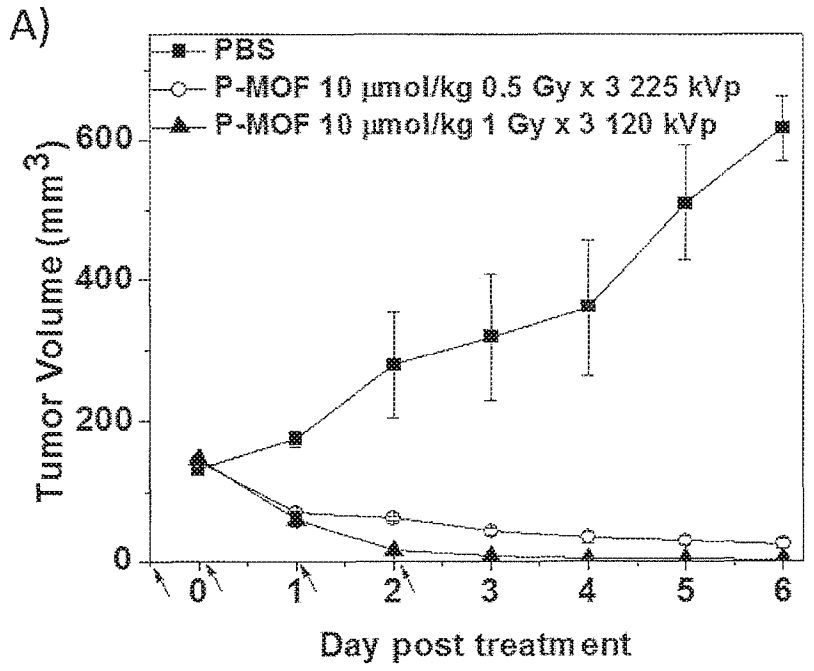 A)
PBS
P-MOF 10 μmol/kg 0.5 Gy x 3 225 kVp
P-MOF 10 μmol/kg 1 Gy x 3 120 kVp
Tumor Volume (mm³)
600
400
200
0
0 1 2 3 4 5 6
Day post treatment